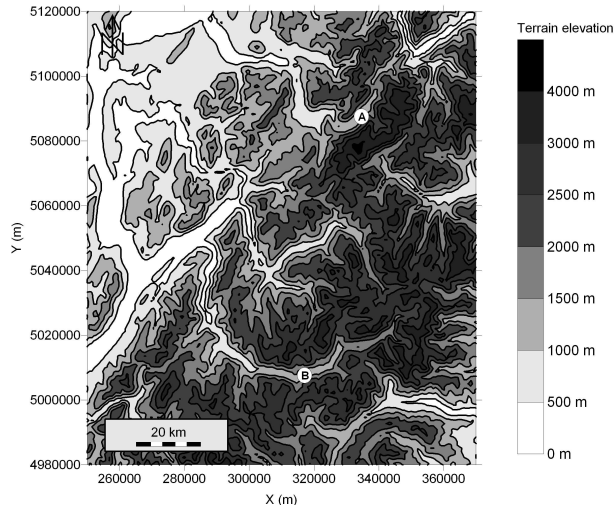 Terrain elevation
4000 m
3000 m
2500 m
2000 m
1500 m
1000 m
500 m
0 m
5120000
5100000
5080000
5060000
5040000
5020000
5000000
4980000
Y (m)
A
B
20 km
260000 280000 300000 320000 340000 360000
X (m)